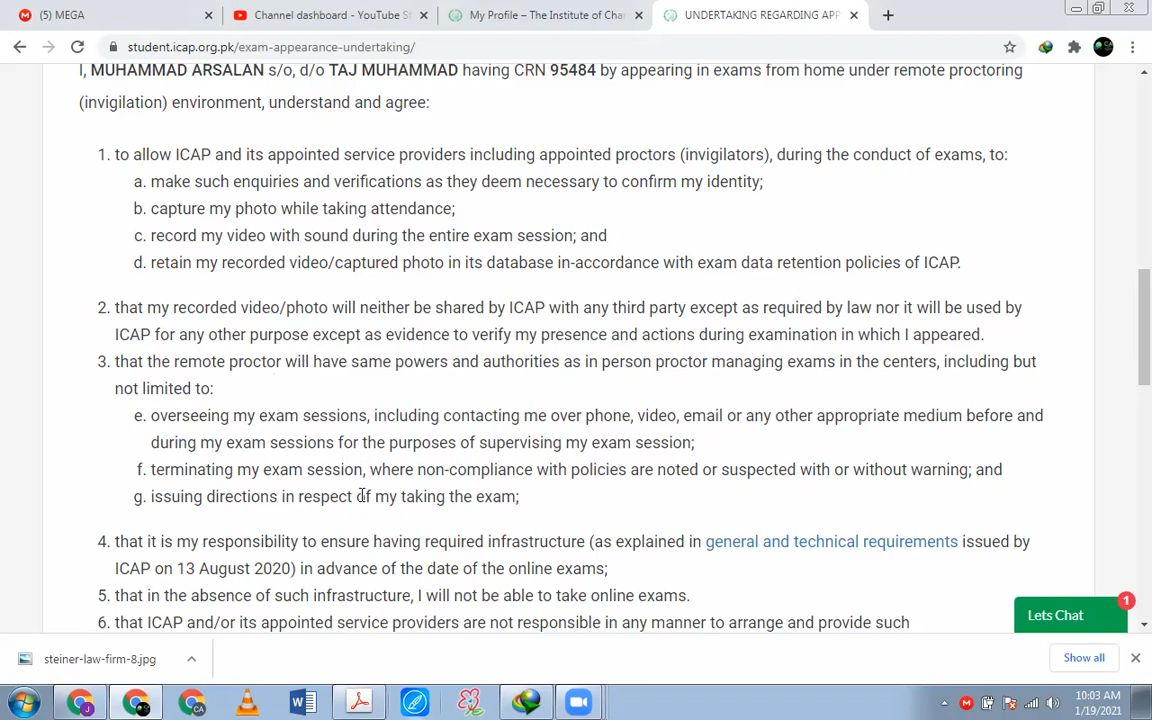 (5) MEGA
Channel dashboard - YouTube St
My Profile – The Institute of Char
UNDERTAKING REGARDING APP
student.icap.org.pk/exam-appearance-undertaking/
I, MUHAMMAD ARSALAN s/o, d/o TAJ MUHAMMAD having CRN 95484 by appearing in exams from home under remote proctoring
(invigilation) environment, understand and agree:
1. to allow ICAP and its appointed service providers including appointed proctors (invigilators), during the conduct of exams, to:
a. make such enquiries and verifications as they deem necessary to confirm my identity;
b. capture my photo while taking attendance;
c. record my video with sound during the entire exam session; and
d. retain my recorded video/captured photo in its database in-accordance with exam data retention policies of ICAP.
2. that my recorded video/photo will neither be shared by ICAP with any third party except as required by law nor it will be used by
ICAP for any other purpose except as evidence to verify my presence and actions during examination in which I appeared.
3. that the remote proctor will have same powers and authorities as in person proctor managing exams in the centers, including but
not limited to:
e. overseeing my exam sessions, including contacting me over phone, video, email or any other appropriate medium before and
during my exam sessions for the purposes of supervising my exam session;
f. terminating my exam session, where non-compliance with policies are noted or suspected with or without warning; and
g. issuing directions in respect of my taking the exam;
4. that it is my responsibility to ensure having required infrastructure (as explained in general and technical requirements issued by
ICAP on 13 August 2020) in advance of the date of the online exams;
5. that in the absence of such infrastructure, I will not be able to take online exams.
6. that ICAP and/or its appointed service providers are not responsible in any manner to arrange and provide such
Lets Chat
1
steiner-law-firm-8.jpg
Show all
10:03 AM
1/19/2021